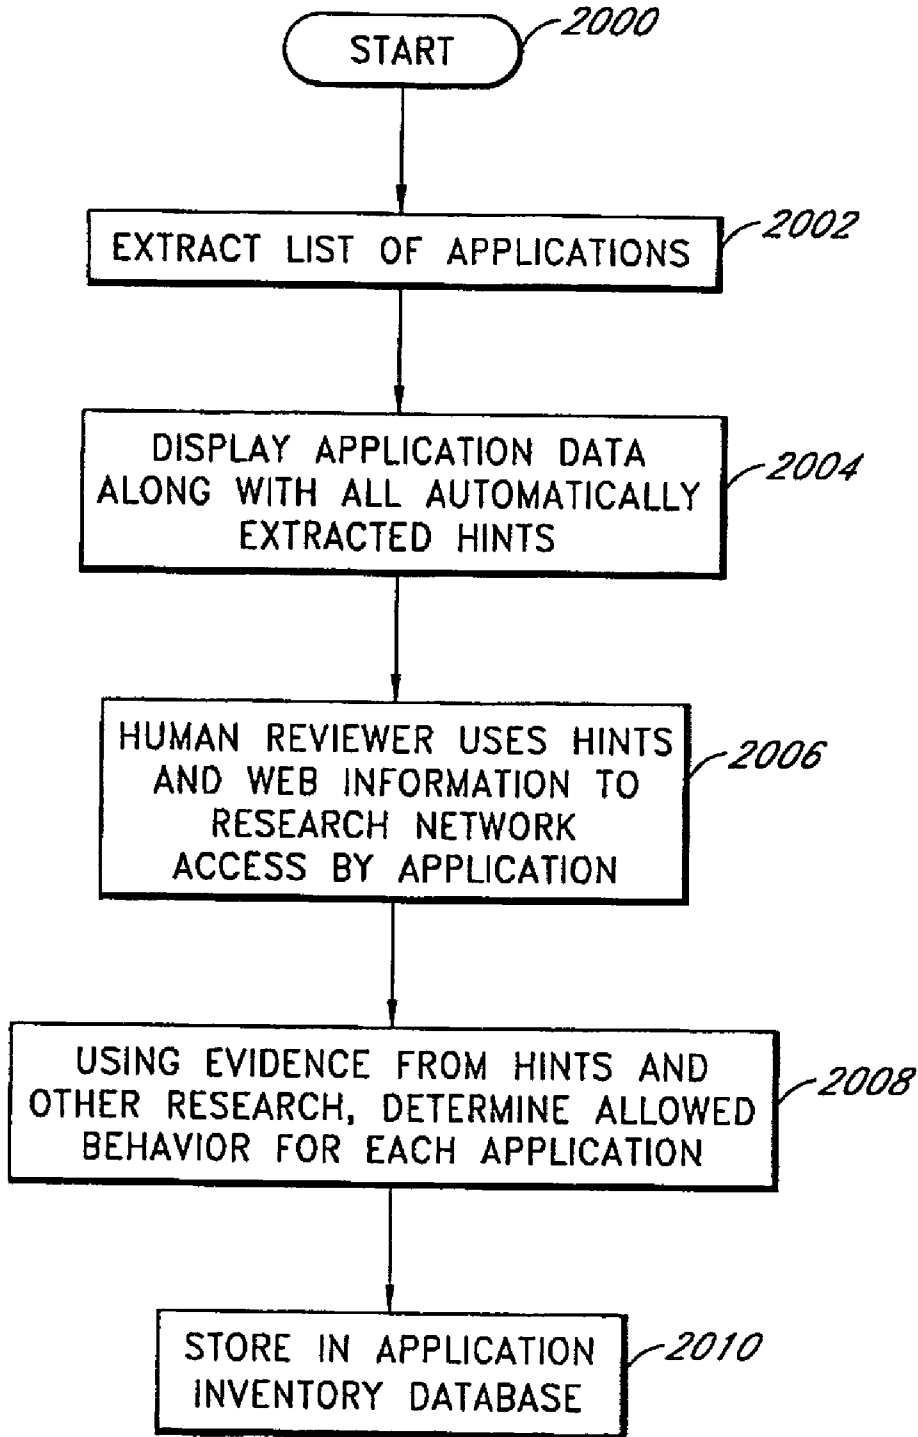 START
2000
EXTRACT LIST OF APPLICATIONS
2002
DISPLAY APPLICATION DATA
ALONG WITH ALL AUTOMATICALLY
EXTRACTED HINTS
2004
HUMAN REVIEWER USES HINTS
AND WEB INFORMATION TO
RESEARCH NETWORK
ACCESS BY APPLICATION
2006
USING EVIDENCE FROM HINTS AND
OTHER RESEARCH, DETERMINE ALLOWED
BEHAVIOR FOR EACH APPLICATION
2008
STORE IN APPLICATION
INVENTORY DATABASE
2010